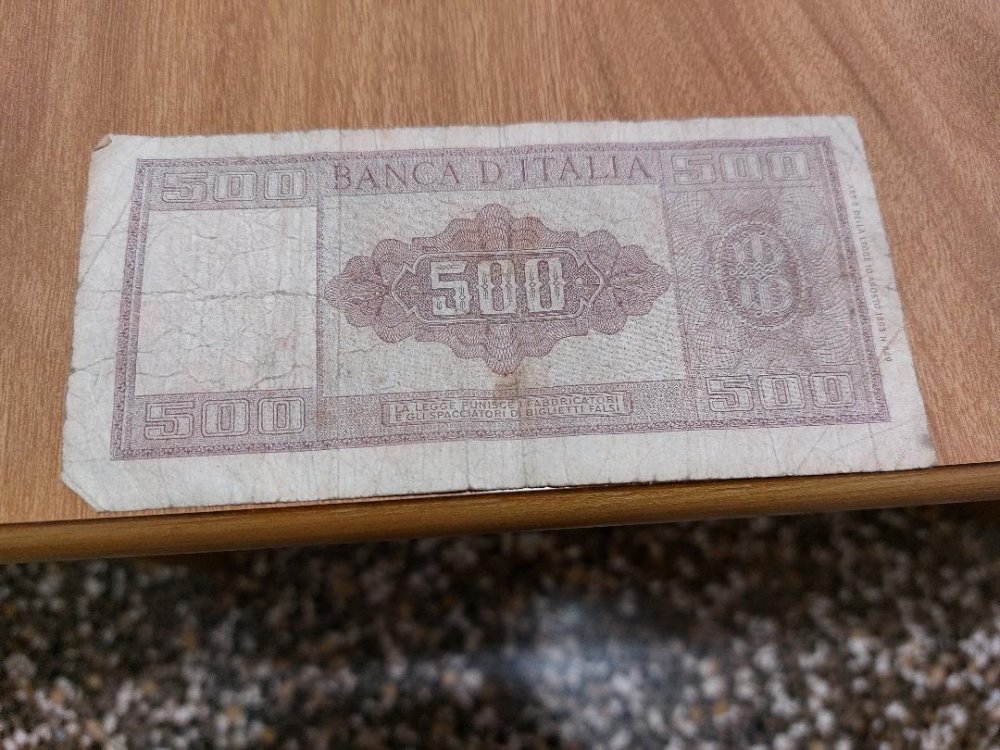 500 BANCA D'ITALIA 500
500
500 500
LA LEGGE PUNISCE I FABBRICATORI
E GLI SPACCIATORI DI BIGLIETTI FALSI